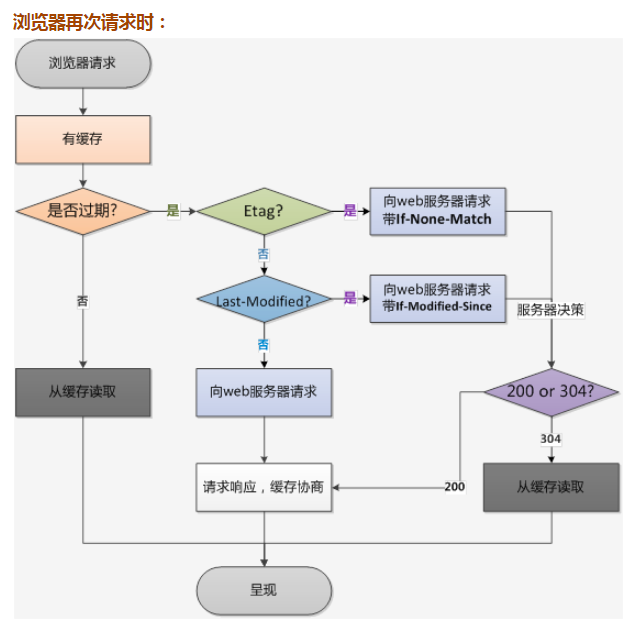 浏览器再次请求时：
浏览器请求
有缓存
是否过期?
是
Etag?
是
向web服务器请求
带If-None-Match
否
否
Last-Modified?
是
向web服务器请求
带If-Modified-Since
服务器决策
否
从缓存读取
向web服务器请求
200 or 304?
304
请求响应，缓存协商
200
从缓存读取
呈现